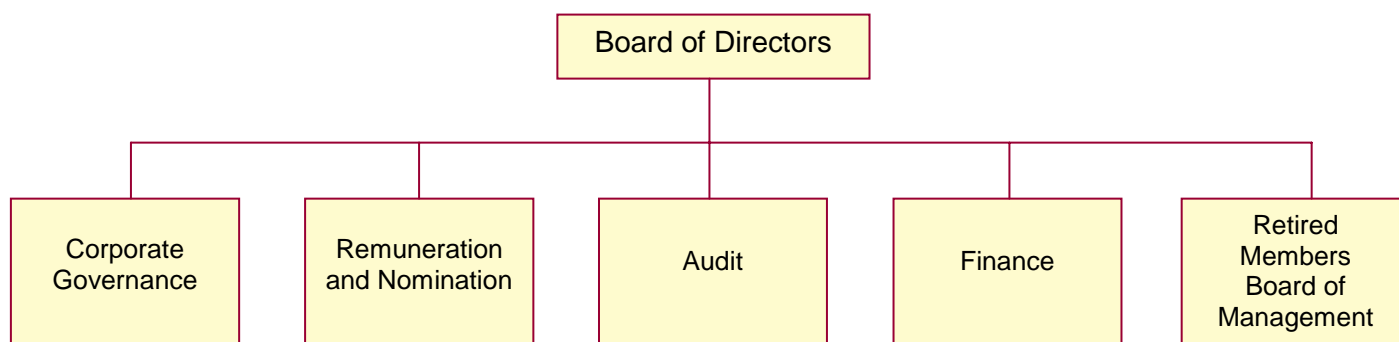 Board of Directors
Corporate
Governance
Remuneration
and Nomination
Audit
Finance
Retired
Members
Board of
Management